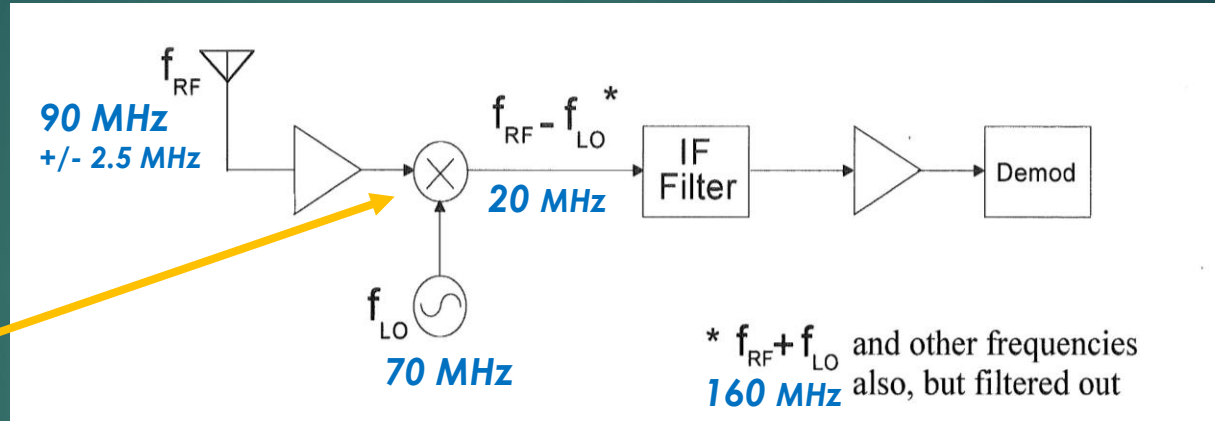 f_RF
90 MHz
+/- 2.5 MHz
f_RF - f_LO *
20 MHz
IF
Filter
Demod
f_LO
70 MHz
* f_RF + f_LO and other frequencies
160 MHz also, but filtered out